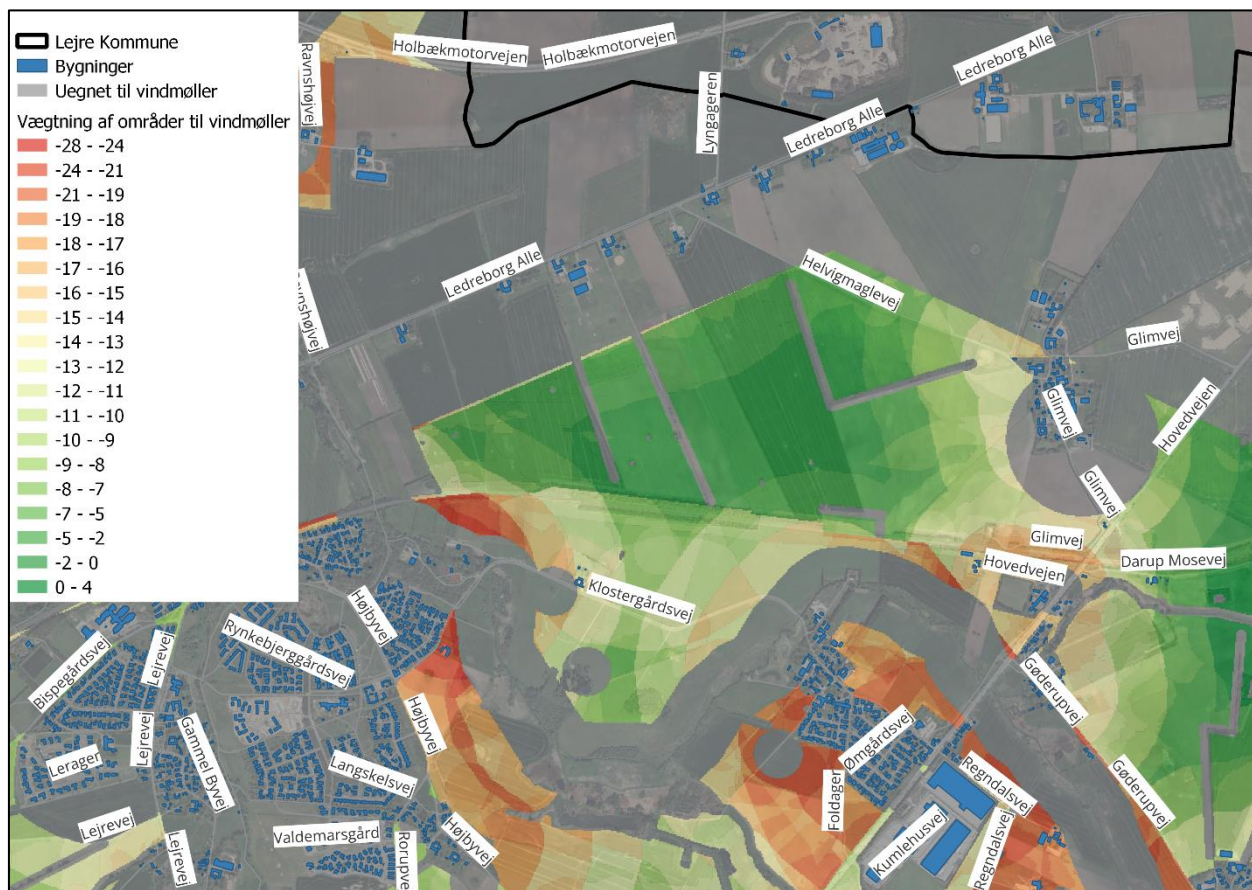 Lejre Kommune
Bygninger
Uegnet til vindmøller
Vægtning af områder til vindmøller
-28 - -24
-24 - -21
-21 - -19
-19 - -18
-18 - -17
-17 - -16
-16 - -15
-15 - -14
-14 - -13
-13 - -12
-12 - -11
-11 - -10
-10 - -9
-9 - -8
-8 - -7
-7 - -5
-5 - -2
-2 - 0
0 - 4
Ravnshøjvej
Holbækmotorvejen
Holbækmotorvejen
Lyngageren
Ledreborg Alle
Ledreborg Alle
Ledreborg Alle
vnshøjvej
Helvigmaglevej
Glimvej
Glimvej
Hovedvejen
Glimvej
Glimvej
Hovedvejen
Darup Mosevej
Klostergårdsvej
Højbyvej
Rynkebjerggårdsvej
Bispegårdsvej
Lejrevej
Lejrevej
Gammel Byvej
Lerager
Højbyvej
Langskelsvej
Gøderupvej
Gøderupvej
Ømgårdsvej
Foldager
Regndalsvej
Regndalsvej
Kumlehusvej
Lejrevej
Lejrevej
Valdemarsgård
Rorupve
Højbyvej